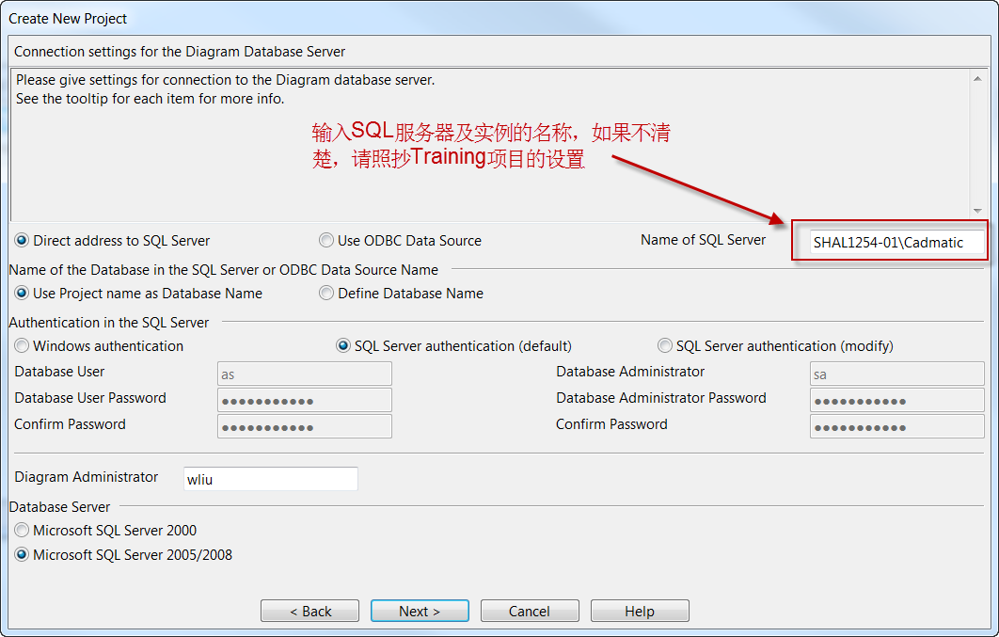 Create New Project
Connection settings for the Diagram Database Server
Please give settings for connection to the Diagram database server.
See the tooltip for each item for more info.
输入SQL服务器及实例的名称，如果不清
楚，请照抄Training项目的设置
Direct address to SQL Server
Use ODBC Data Source
Name of SQL Server
SHAL1254-01\Cadmatic
Name of the Database in the SQL Server or ODBC Data Source Name
Use Project name as Database Name
Define Database Name
Authentication in the SQL Server
Windows authentication
SQL Server authentication (default)
SQL Server authentication (modify)
Database User
as
Database Administrator
sa
Database User Password
●●●●●●●●●●●
Database Administrator Password
●●●●●●●●●●●
Confirm Password
●●●●●●●●●●●
Confirm Password
●●●●●●●●●●●
Diagram Administrator
wliu
Database Server
Microsoft SQL Server 2000
Microsoft SQL Server 2005/2008
< Back
Next >
Cancel
Help